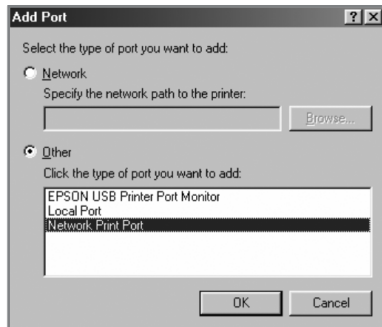 Add Port
Select the type of port you want to add:
Network
Specify the network path to the printer:
Browse...
Other
Click the type of port you want to add:
EPSON USB Printer Port Monitor
Local Port
Network Print Port
OK
Cancel